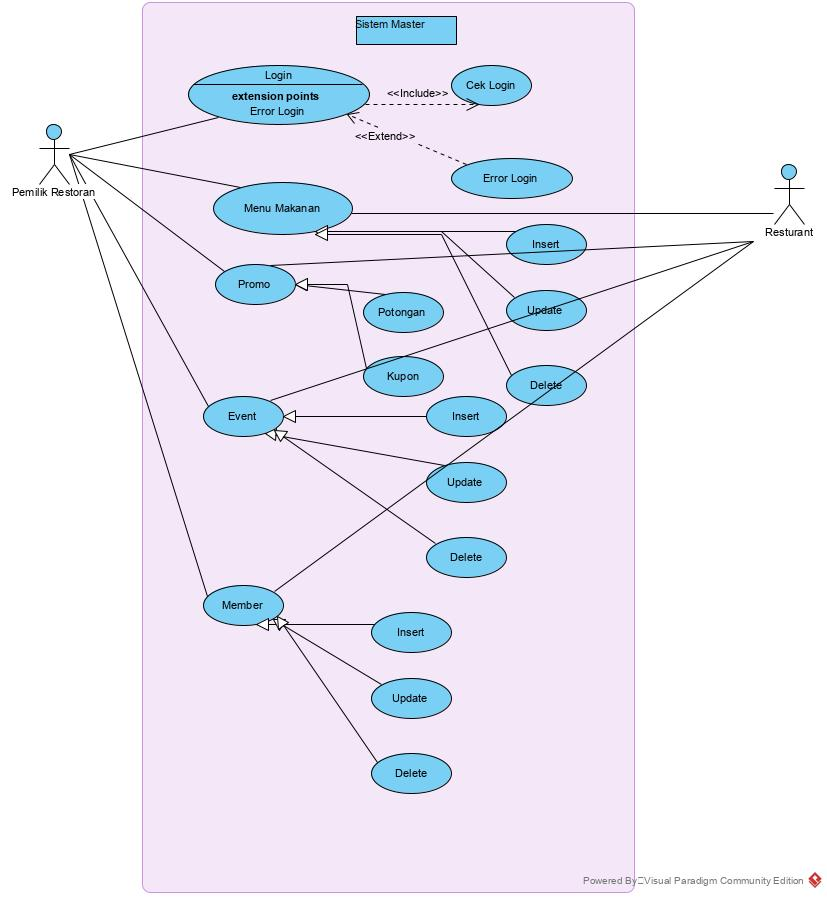 Sistem Master
Login
extension points
Error Login
<<Include>>
Cek Login
<<Extend>>
Error Login
Pemilik Restoran
Menu Makanan
Resturant
Insert
Promo
Potongan
Update
Kupon
Delete
Event
Insert
Update
Delete
Member
Insert
Update
Delete
Powered By Visual Paradigm Community Edition